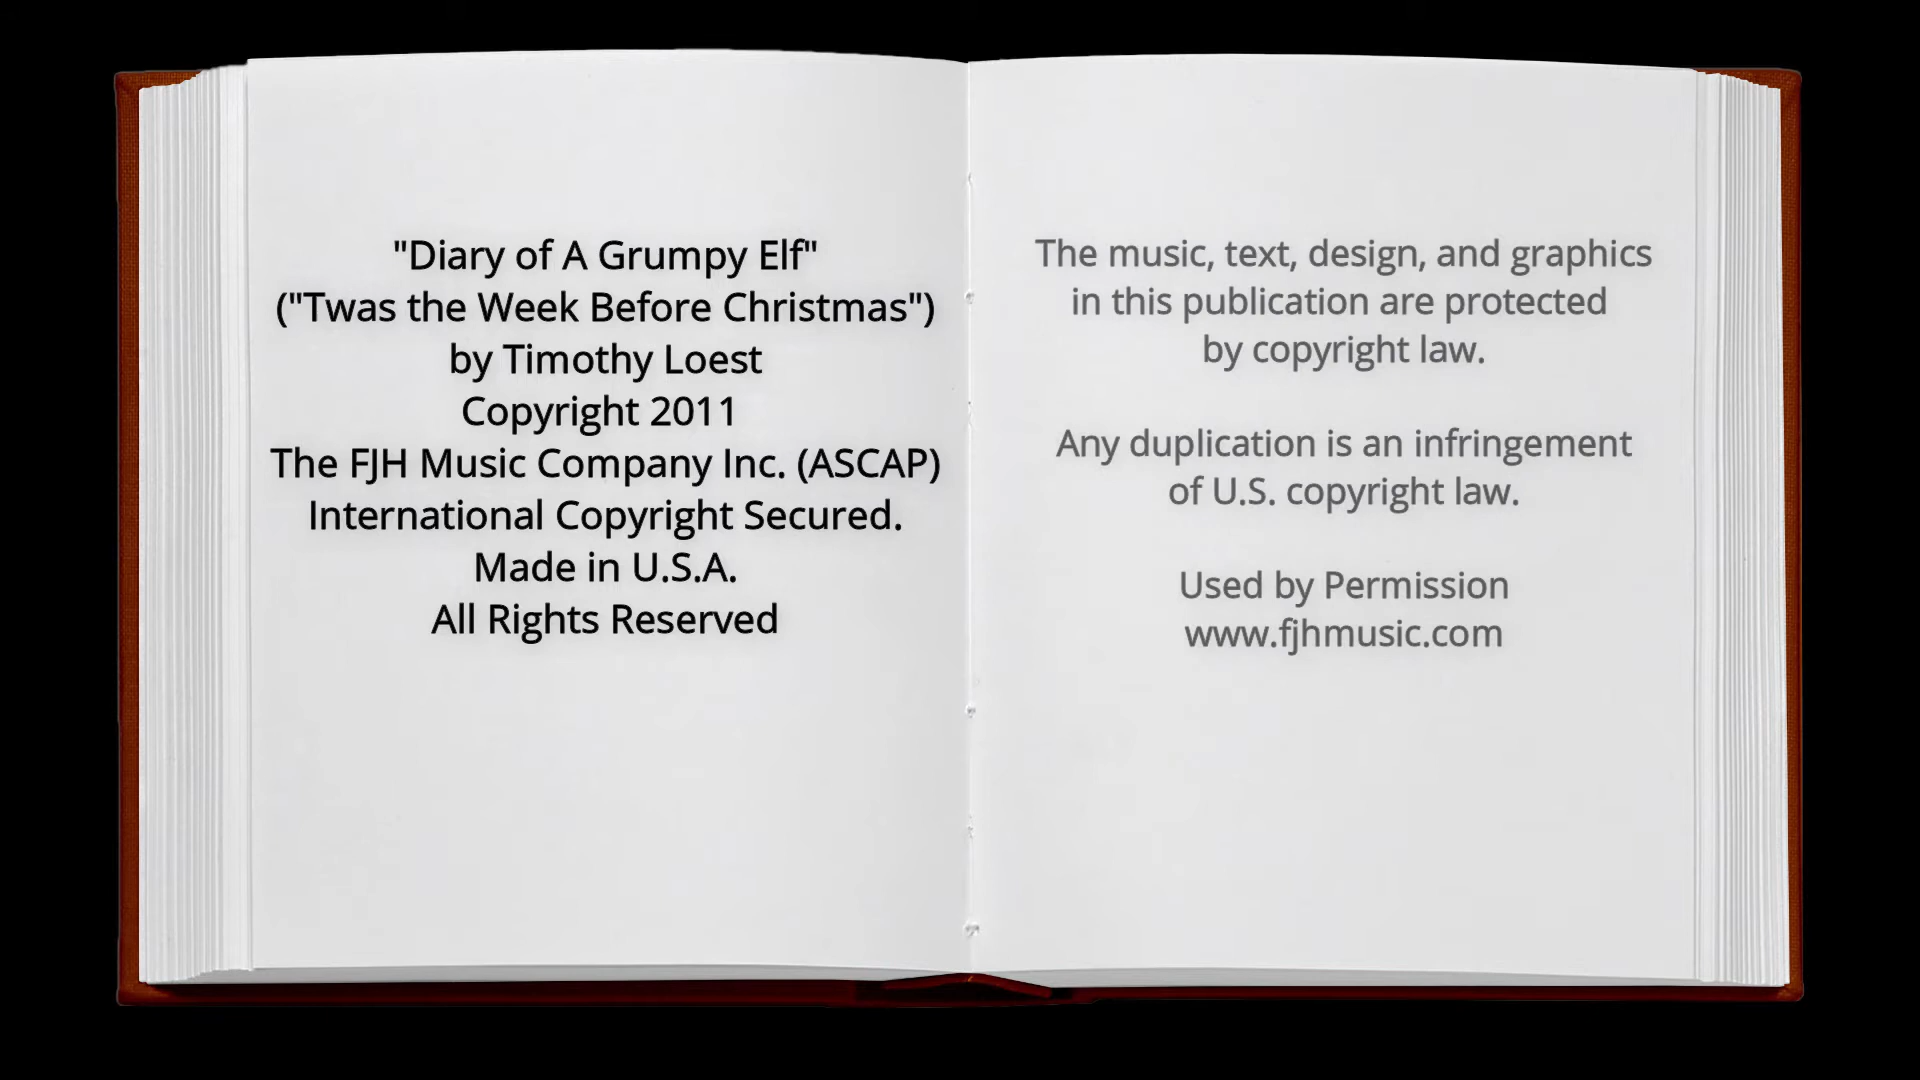 "Diary of A Grumpy Elf"
("Twas the Week Before Christmas")
by Timothy Loest
Copyright 2011
The FJH Music Company Inc. (ASCAP)
International Copyright Secured.
Made in U.S.A.
All Rights Reserved
The music, text, design, and graphics
in this publication are protected
by copyright law.
Any duplication is an infringement
of U.S. copyright law.
Used by Permission
www.fjhmusic.com